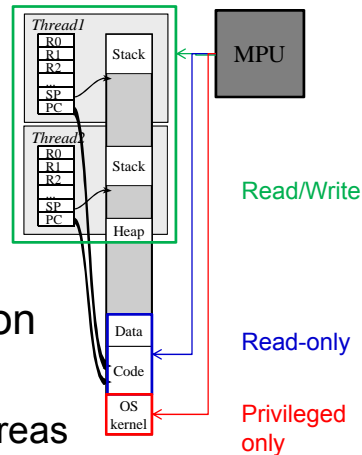 Thread1
R0
R1
R2
...
SP
PC
Stack
MPU
Thread2
R0
R1
R2
...
SP
PC
Stack
Heap
Read/Write
on
Data
Code
Read-only
reas
OS
kernel
Privileged
only